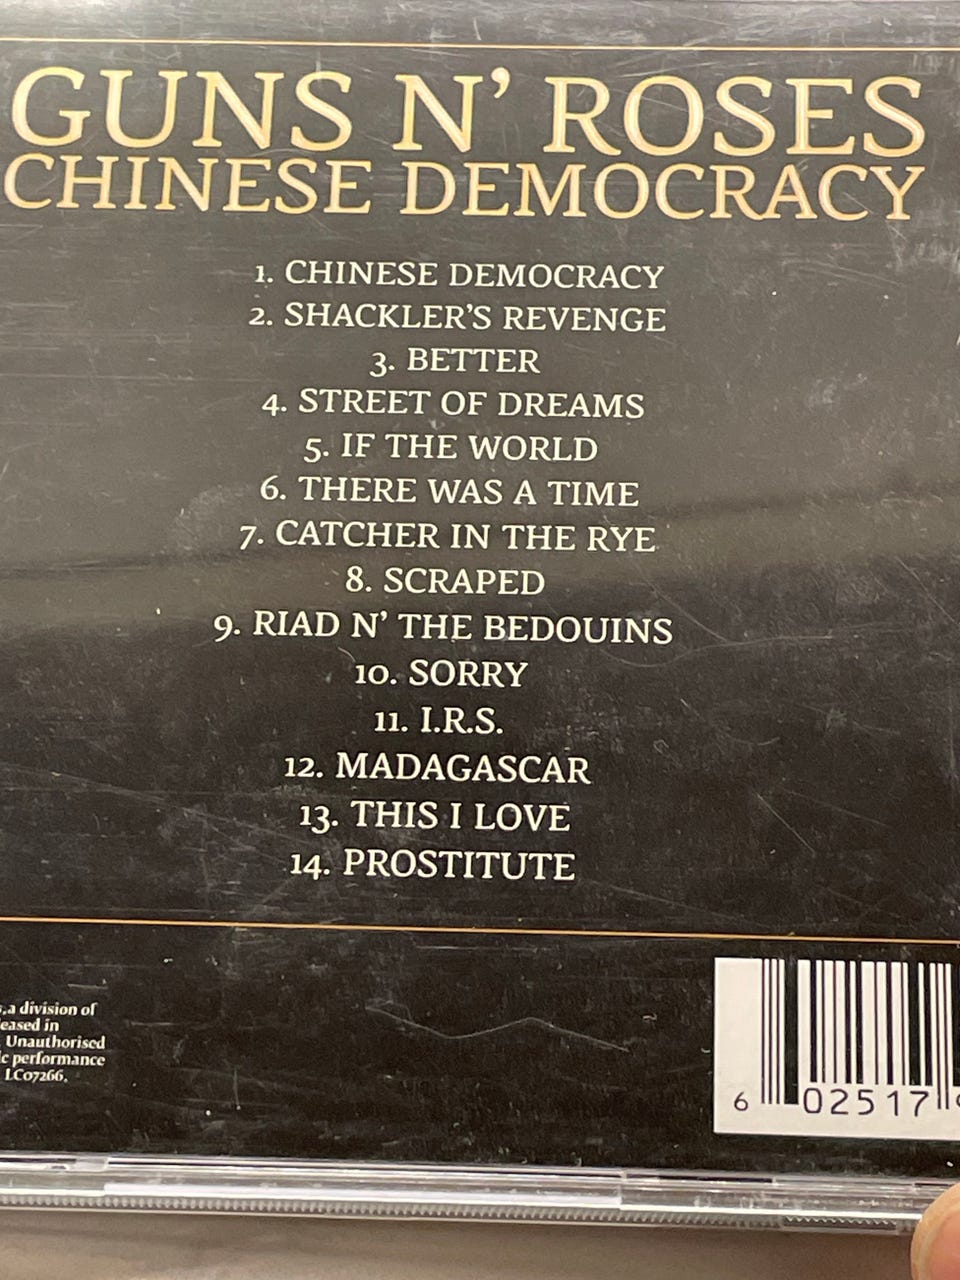 GUNS N' ROSES
CHINESE DEMOCRACY
1. CHINESE DEMOCRACY
2. SHACKLER'S REVENGE
3. BETTER
4. STREET OF DREAMS
5. IF THE WORLD
6. THERE WAS A TIME
7. CATCHER IN THE RYE
8. SCRAPED
9. RIAD N' THE BEDOUINS
10. SORRY
11. I.R.S.
12. MADAGASCAR
13. THIS I LOVE
14. PROSTITUTE
a division of
eased in
Unauthorised
performance
LC07266.
6 02517